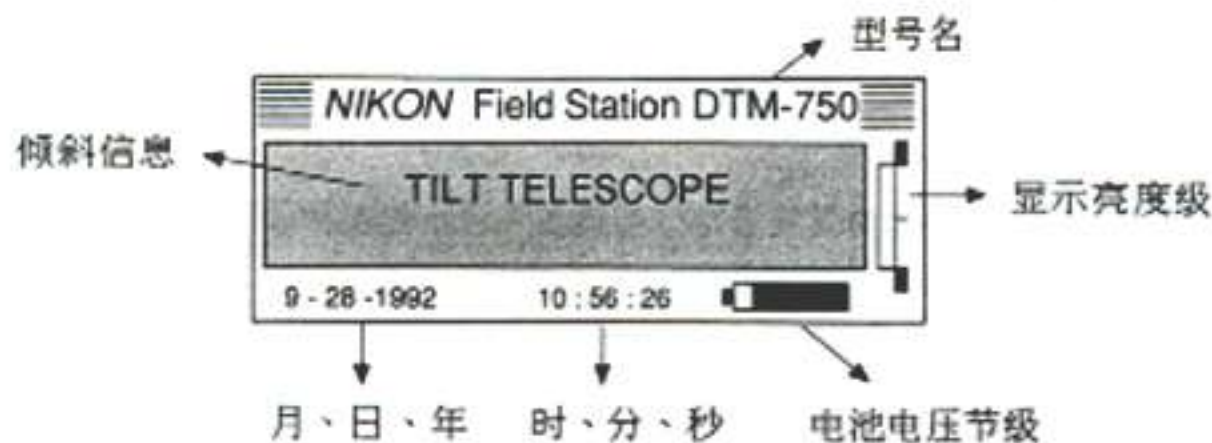 型号名
NIKON Field Station DTM-750
倾斜信息
TILT TELESCOPE
显示亮度级
9 - 28 -1992 10 : 56 : 26
月、日、年 时、分、秒 电池电压节级